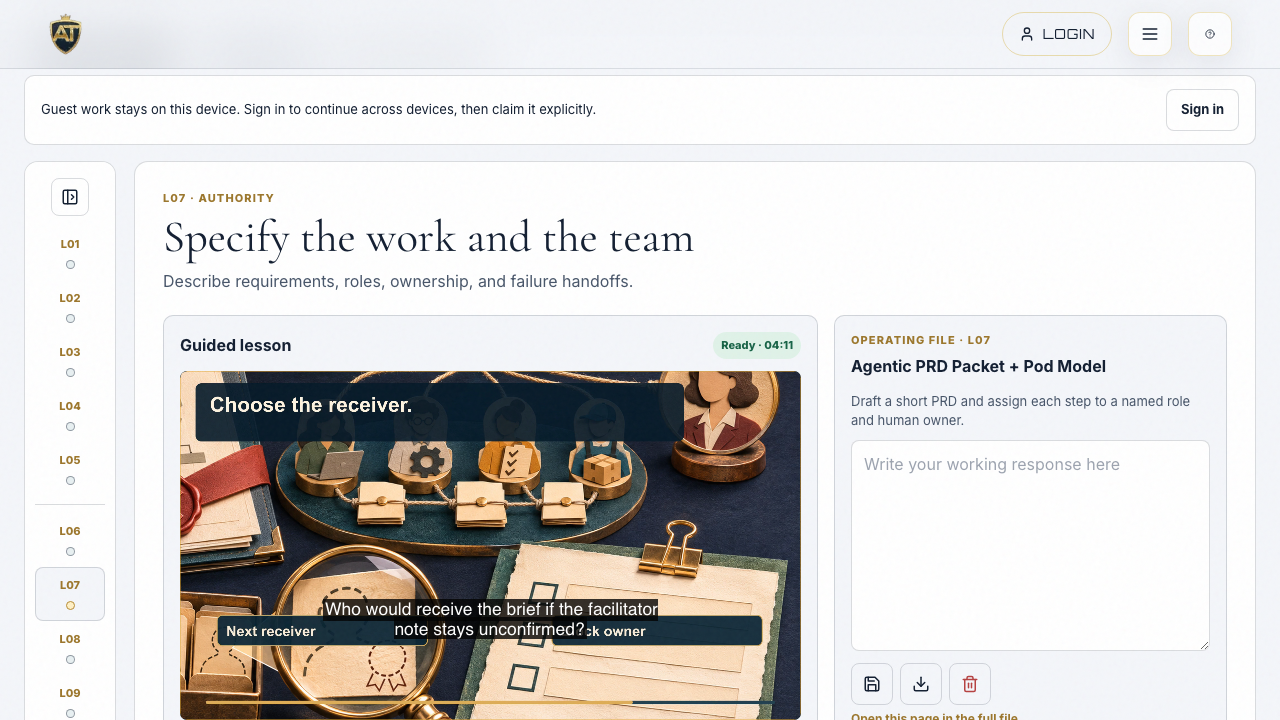 AT
LOGIN
Guest work stays on this device. Sign in to continue across devices, then claim it explicitly.
Sign in
L01
L02
L03
L04
L05
L06
L07
L08
L09
L07 · AUTHORITY
Specify the work and the team
Describe requirements, roles, ownership, and failure handoffs.
Guided lesson
Ready · 04:11
Choose the receiver.
Who would receive the brief if the facilitator
note stays unconfirmed?
Next receiver
ck owner
OPERATING FILE · L07
Agentic PRD Packet + Pod Model
Draft a short PRD and assign each step to a named role
and human owner.
Write your working response here
Open this page in the full file